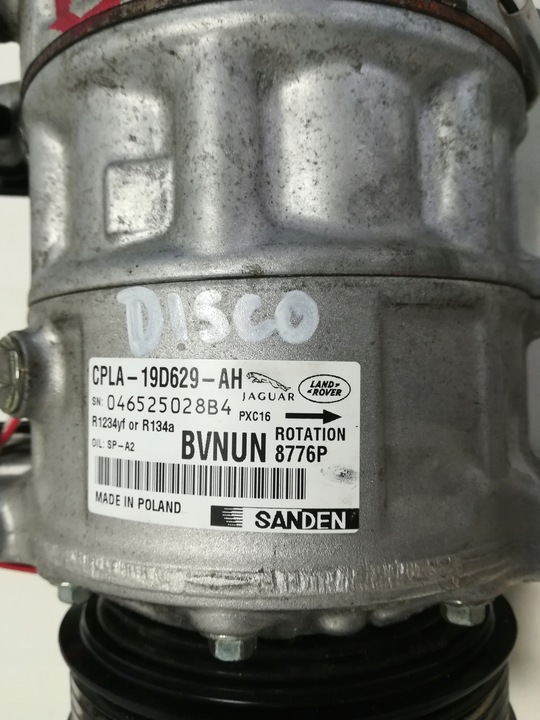 DISCO
CPLA-19D629-AH
JAGUAR
LAND ROVER
SN: 046525028B4
PXC16
R1234yf or R134a
ROTATION
OIL: SP-A2
BVNUN 8776P
MADE IN POLAND
SANDEN